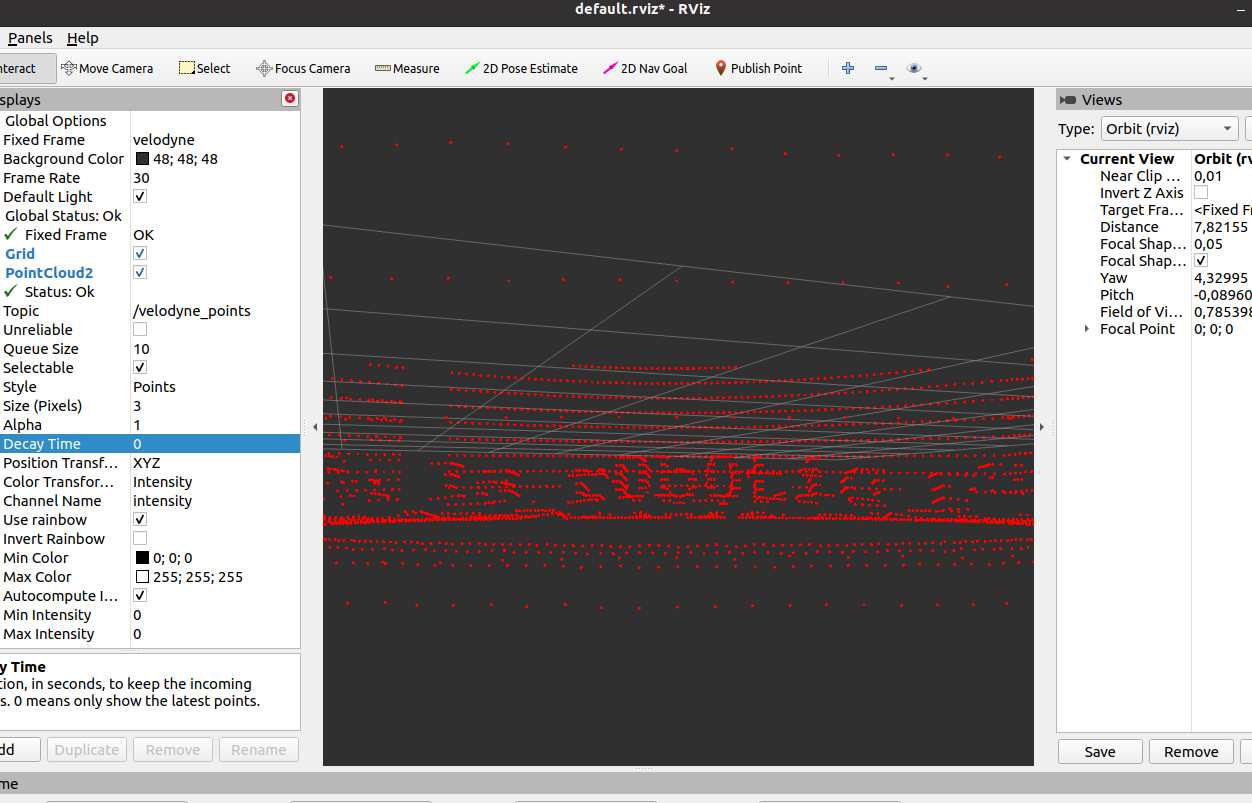 default.rviz* - RViz
Panels Help
nteract Move Camera Select Focus Camera Measure 2D Pose Estimate 2D Nav Goal Publish Point
splays
Global Options
Fixed Frame velodyne
Background Color 48; 48; 48
Frame Rate 30
Default Light
Global Status: Ok
Fixed Frame OK
Grid
PointCloud2
Status: Ok
Topic /velodyne_points
Unreliable
Queue Size 10
Selectable
Style Points
Size (Pixels) 3
Alpha 1
Decay Time 0
Position Transf... XYZ
Color Transfor... Intensity
Channel Name intensity
Use rainbow
Invert Rainbow
Min Color 0; 0; 0
Max Color 255; 255; 255
Autocompute I...
Min Intensity 0
Max Intensity 0
y Time
tion, in seconds, to keep the incoming
s. 0 means only show the latest points.
dd Duplicate Remove Rename
me
Views
Type: Orbit (rviz)
Current View Orbit (rv
Near Clip ... 0,01
Invert Z Axis
Target Fra... <Fixed Fr
Distance 7,82155
Focal Shap... 0,05
Focal Shap...
Yaw 4,32995
Pitch -0,08960
Field of Vi... 0,785398
Focal Point 0; 0; 0
Save Remove